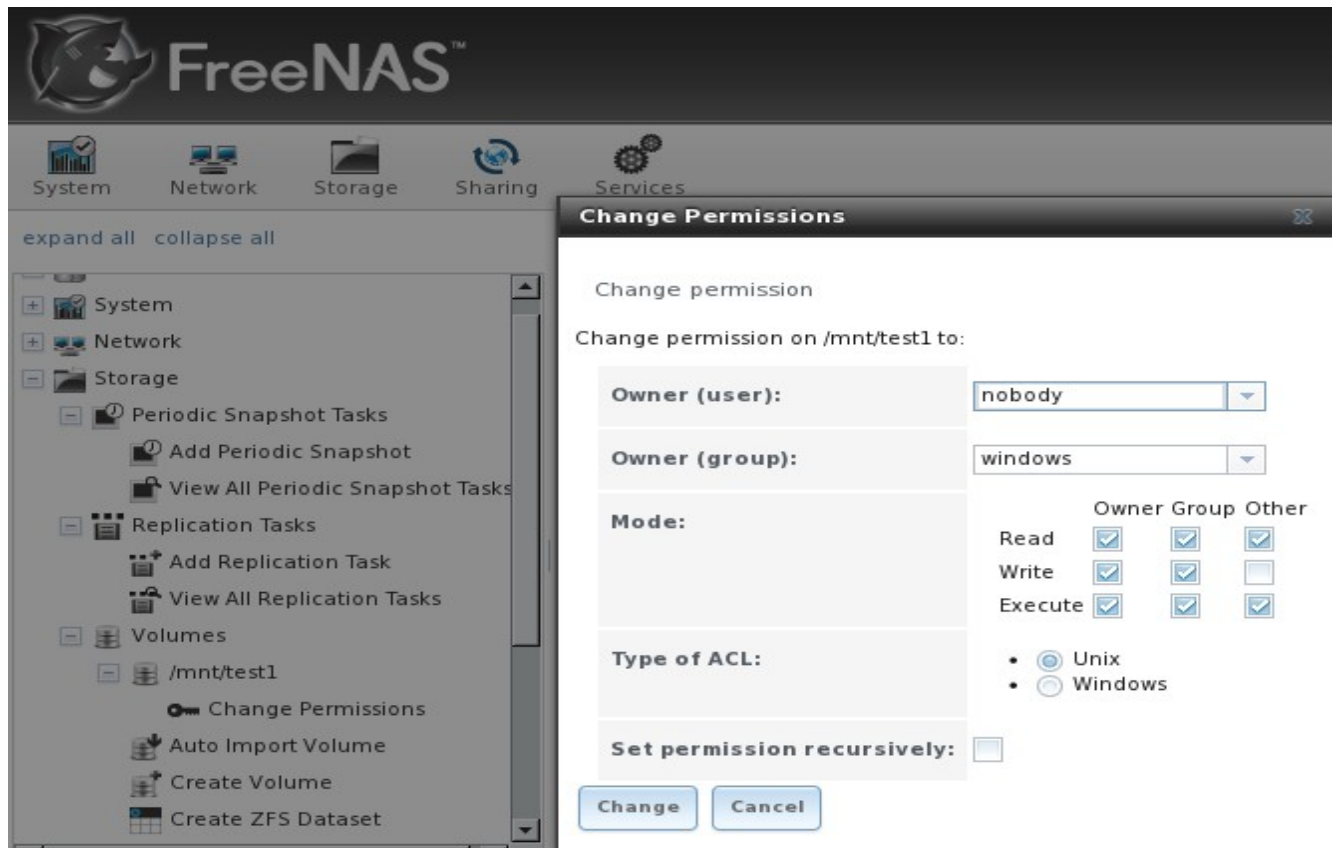 FreeNAS™
System Network Storage Sharing Services
expand all collapse all
System
Network
Storage
Periodic Snapshot Tasks
Add Periodic Snapshot
View All Periodic Snapshot Tasks
Replication Tasks
Add Replication Task
View All Replication Tasks
Volumes
/mnt/test1
Change Permissions
Auto Import Volume
Create Volume
Create ZFS Dataset
Change Permissions
Change permission
Change permission on /mnt/test1 to:
Owner (user): nobody
Owner (group): windows
Mode:
Owner Group Other
Read
Write
Execute
Type of ACL:
• Unix
• Windows
Set permission recursively:
Change Cancel